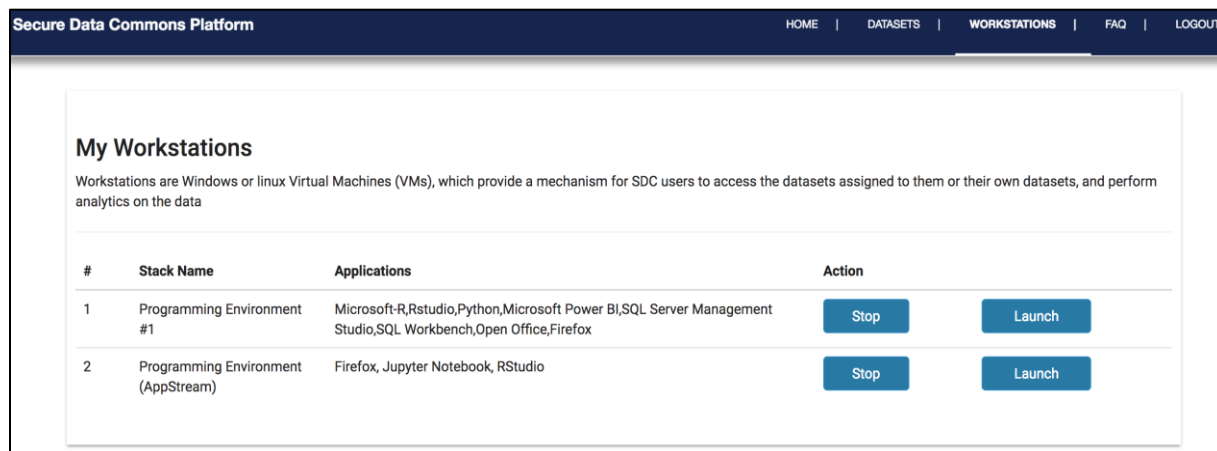 Secure Data Commons Platform HOME | DATASETS | WORKSTATIONS | FAQ | LOGOUT
My Workstations
Workstations are Windows or linux Virtual Machines (VMs), which provide a mechanism for SDC users to access the datasets assigned to them or their own datasets, and perform
analytics on the data
# Stack Name Applications Action
1 Programming Environment Microsoft-R,Rstudio,Python,Microsoft Power BI,SQL Server Management Stop Launch
#1 Studio,SQL Workbench,Open Office,Firefox
2 Programming Environment Firefox, Jupyter Notebook, RStudio Stop Launch
(AppStream)